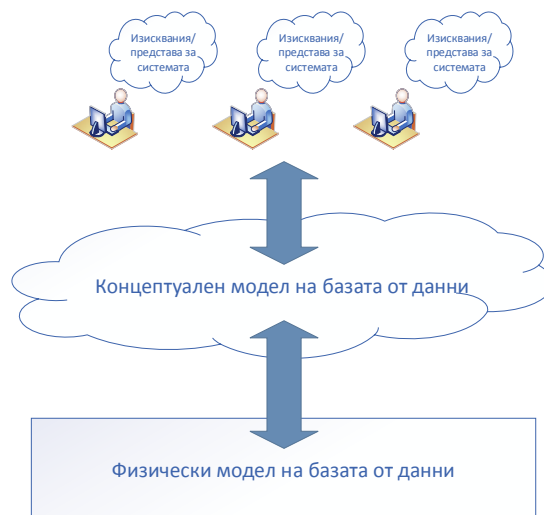 Изисквания/
представа за
системата
Изисквания/
представа за
системата
Изисквания/
представа за
системата
Концептуален модел на базата от данни
Физически модел на базата от данни